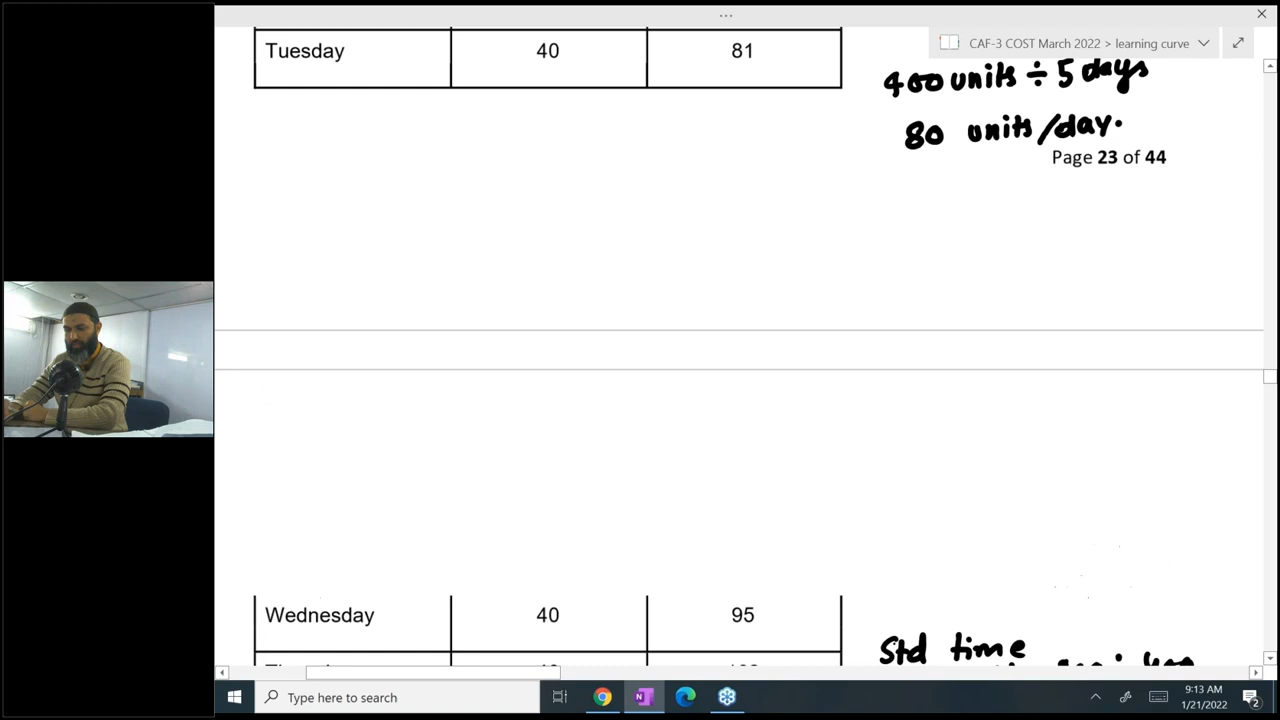 CAF-3 COST March 2022 > learning curve
Tuesday 40 81
400 units ÷ 5 days
80 units/day.
Page 23 of 44
Wednesday 40 95
Std time
Type here to search
9:13 AM
1/21/2022
2